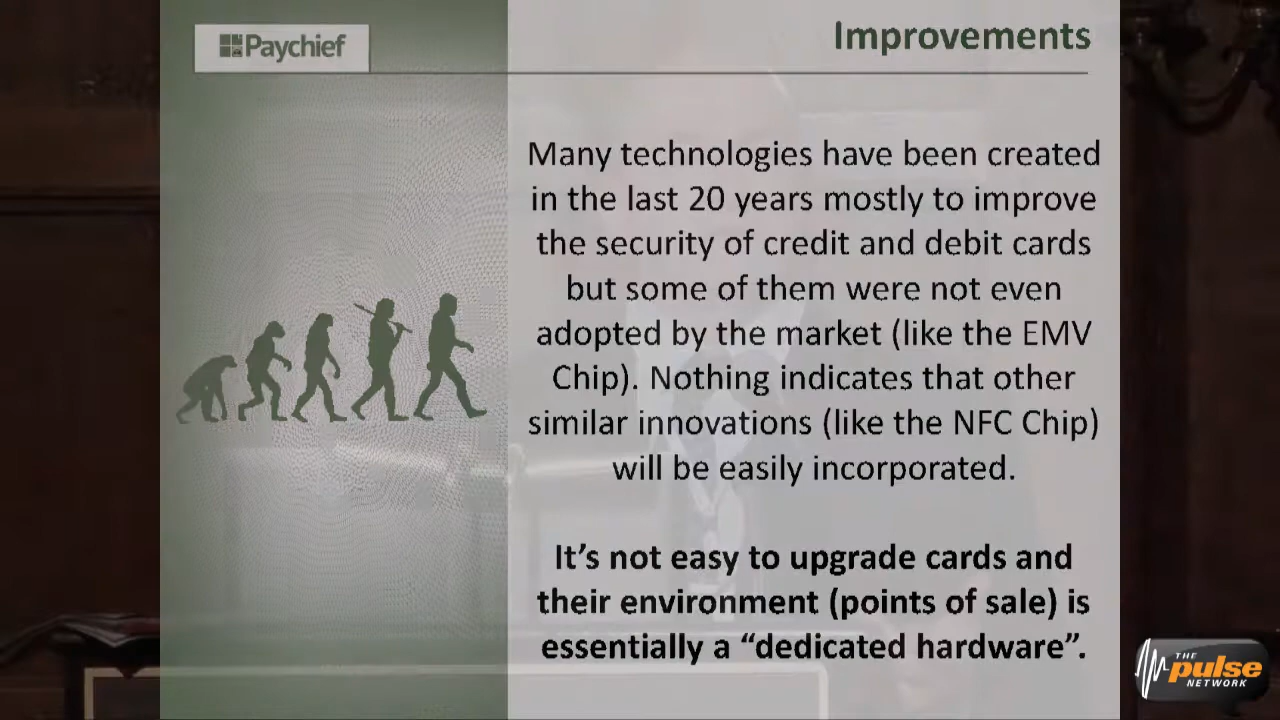 Paychief
Improvements
Many technologies have been created
in the last 20 years mostly to improve
the security of credit and debit cards
but some of them were not even
adopted by the market (like the EMV
Chip). Nothing indicates that other
similar innovations (like the NFC Chip)
will be easily incorporated.
It’s not easy to upgrade cards and
their environment (points of sale) is
essentially a “dedicated hardware”.
THE
pulse
NETWORK